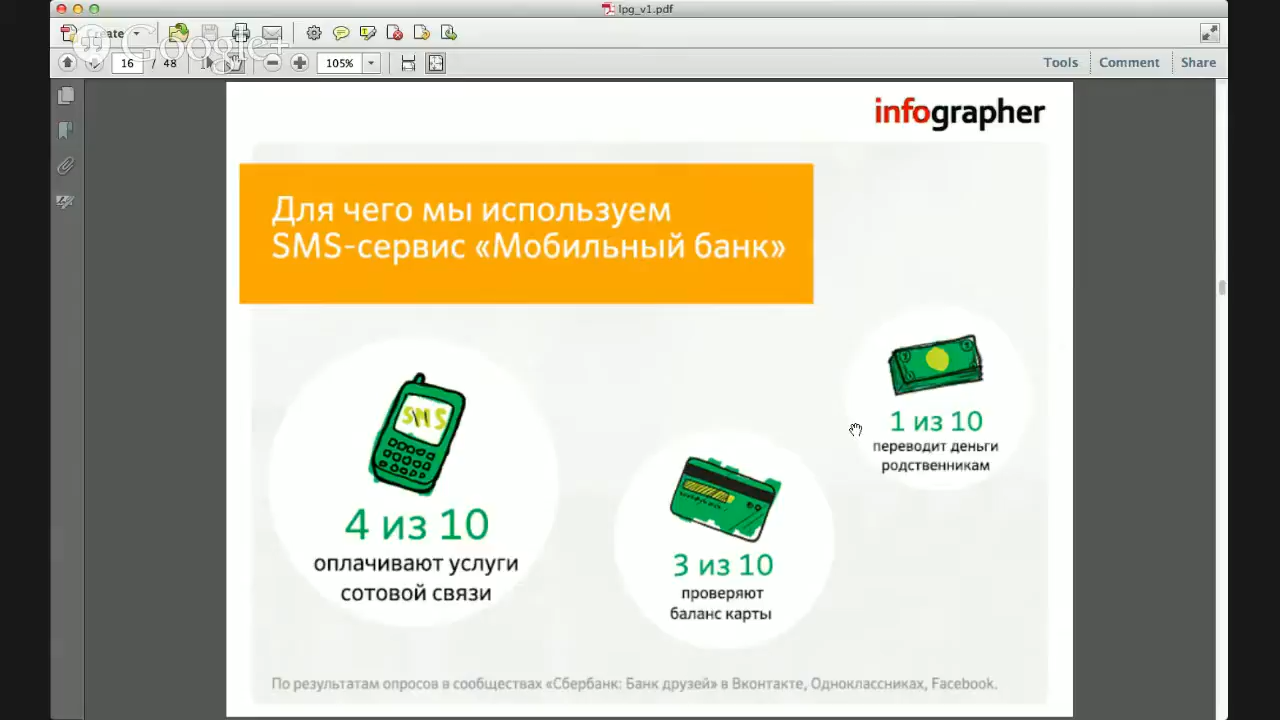 lpg_v1.pdf
Google+
16 / 48
105%
Tools
Comment
Share
infographer
Для чего мы используем
SMS-сервис «Мобильный банк»
SMS
1 из 10
переводит деньги
родственникам
4 из 10
оплачивают услуги
сотовой связи
3 из 10
проверяют
баланс карты
По результатам опросов в сообществах «Сбербанк: Банк друзей» в Вконтакте, Одноклассниках, Facebook.